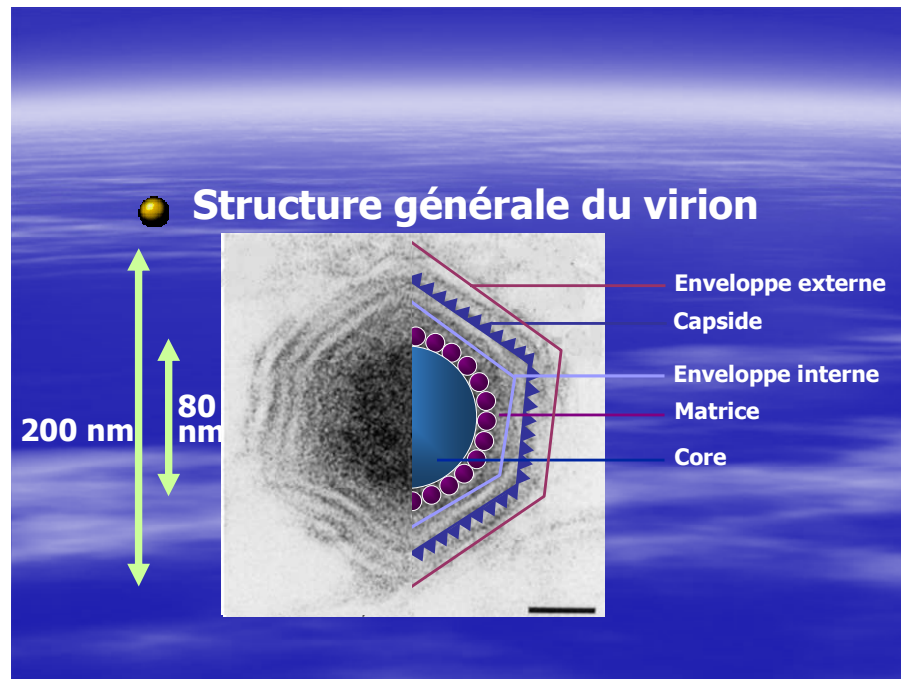 Structure générale du virion
200 nm
80
nm
Enveloppe externe
Capside
Enveloppe interne
Matrice
Core